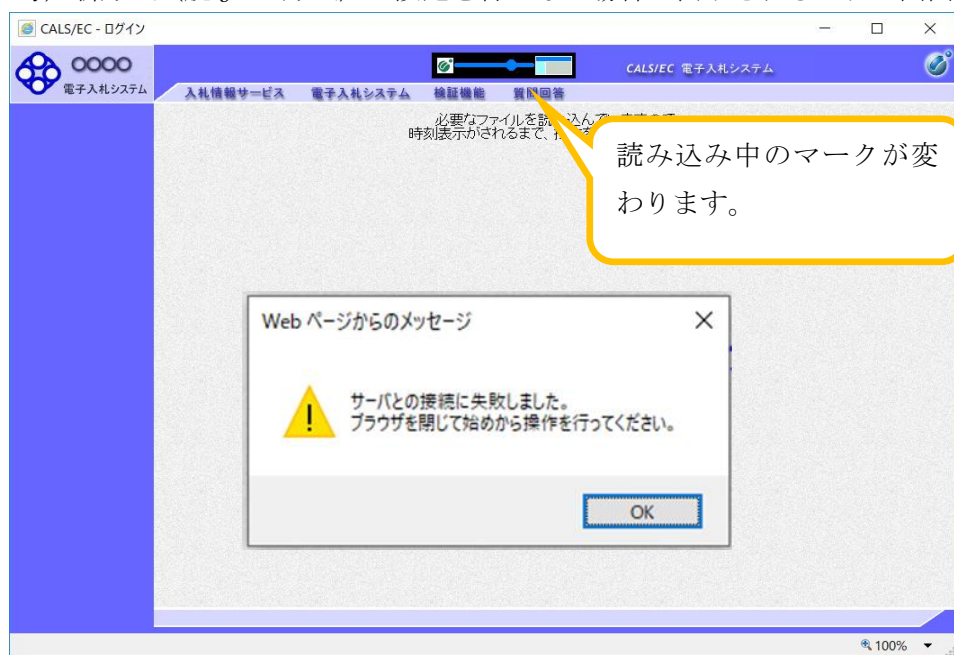 CALS/EC - ログイン
〇〇〇〇
電子入札システム
CALS/EC 電子入札システム
入札情報サービス 電子入札システム 検証機能 質問回答
必要なファイルを読み込んで
時刻表示がされるまで、
読み込み中のマークが変
わります。
Web ページからのメッセージ
サーバとの接続に失敗しました。
ブラウザを閉じて始めから操作を行ってください。
OK
100%